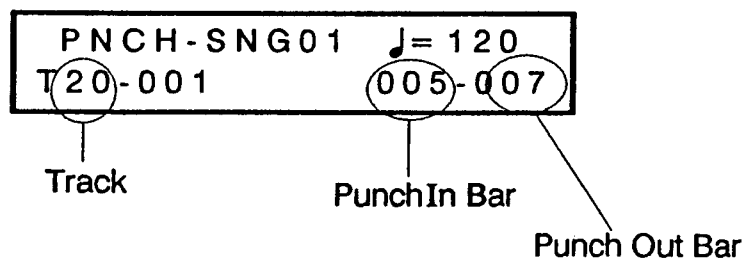 PNCH-SNG01 ♩=120
T20-001 005-007
Track
PunchIn Bar
Punch Out Bar